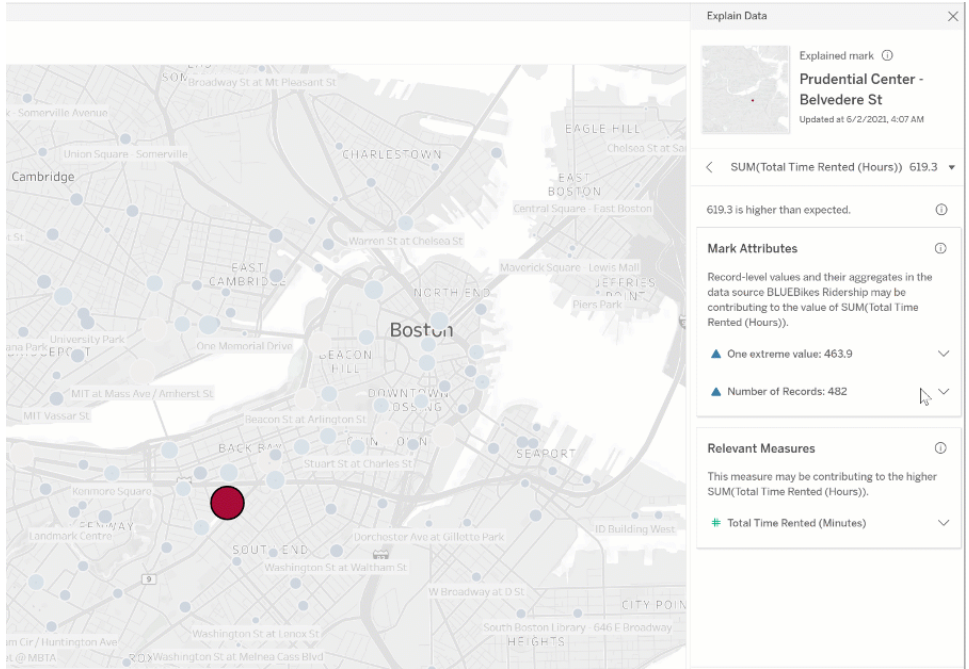 Explain Data
Explained mark
Prudential Center -
Belvedere St
Updated at 6/2/2021, 4:07 AM
SUM(Total Time Rented (Hours)) 619.3
619.3 is higher than expected.
Mark Attributes
Record-level values and their aggregates in the
data source BLUEBikes Ridership may be
contributing to the value of SUM(Total Time
Rented (Hours)).
One extreme value: 463.9
Number of Records: 482
Relevant Measures
This measure may be contributing to the higher
SUM(Total Time Rented (Hours)).
Total Time Rented (Minutes)
Broadway St at Mt Pleasant St
Somerville Avenue
EAGLE HILL
Union Square - Somerville
CHARLESTOWN
Chelsea St at
Cambridge
EAST
BOSTON
Central Square - East Boston
Warren St at Chelsea St
EAST
CAMBRIDGE
Maverick Square - Lewis Mall
JEFFRIES
POINT
NORTH END
Piers Park
Boston
University Park
One Memorial Drive
BEACON
HILL
MIT at Mass Ave / Amherst St
DOWNTOWN
MIT Vassar St
Beacon St at Arlington St
BACK BAY
SEAPORT
Stuart St at Charles St
Kenmore Square
Landmark Centre
Dorchester Ave at Gillette Park
ID Building West
SOUTH END
Washington St at Waltham St
9
W Broadway at D St
CITY POIN
Washington St at Lenox St
South Boston Library - 646 E Broadway
HEIGHTS
Cir / Huntington Ave
@ MBTA
ROX
Washington St at Melnea Cass Blvd